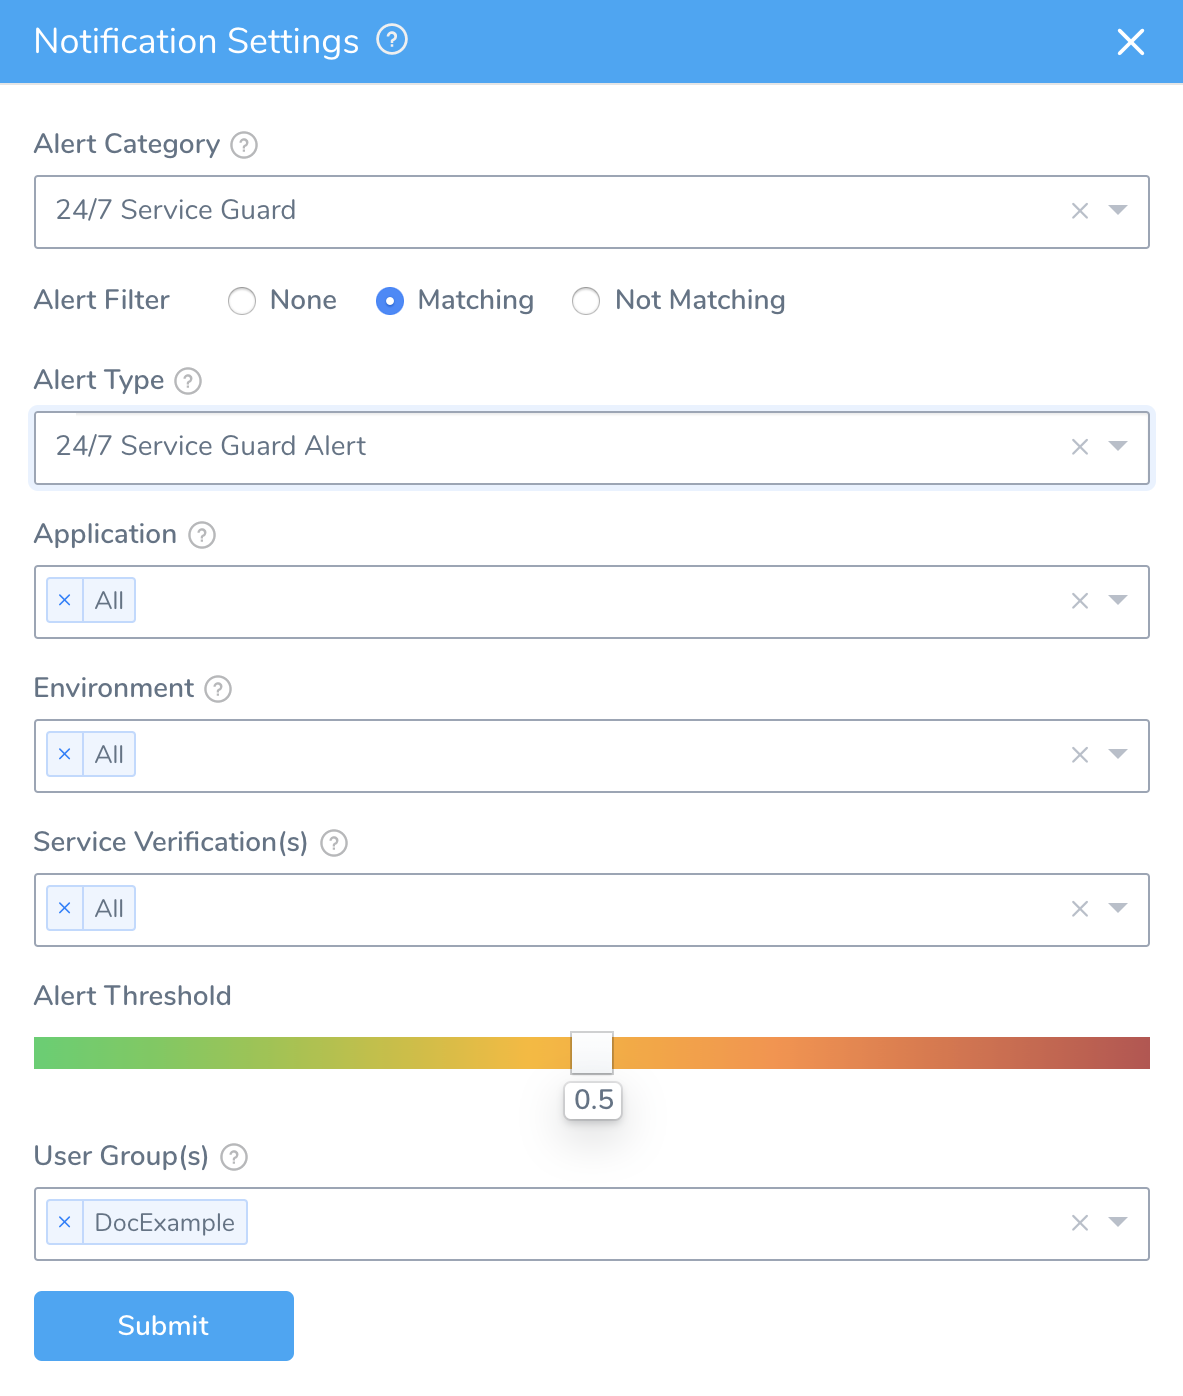 Notification Settings ?
Alert Category ?
24/7 Service Guard
Alert Filter None Matching Not Matching
Alert Type ?
24/7 Service Guard Alert
Application ?
× All
Environment ?
× All
Service Verification(s) ?
× All
Alert Threshold
0.5
User Group(s) ?
× DocExample
Submit